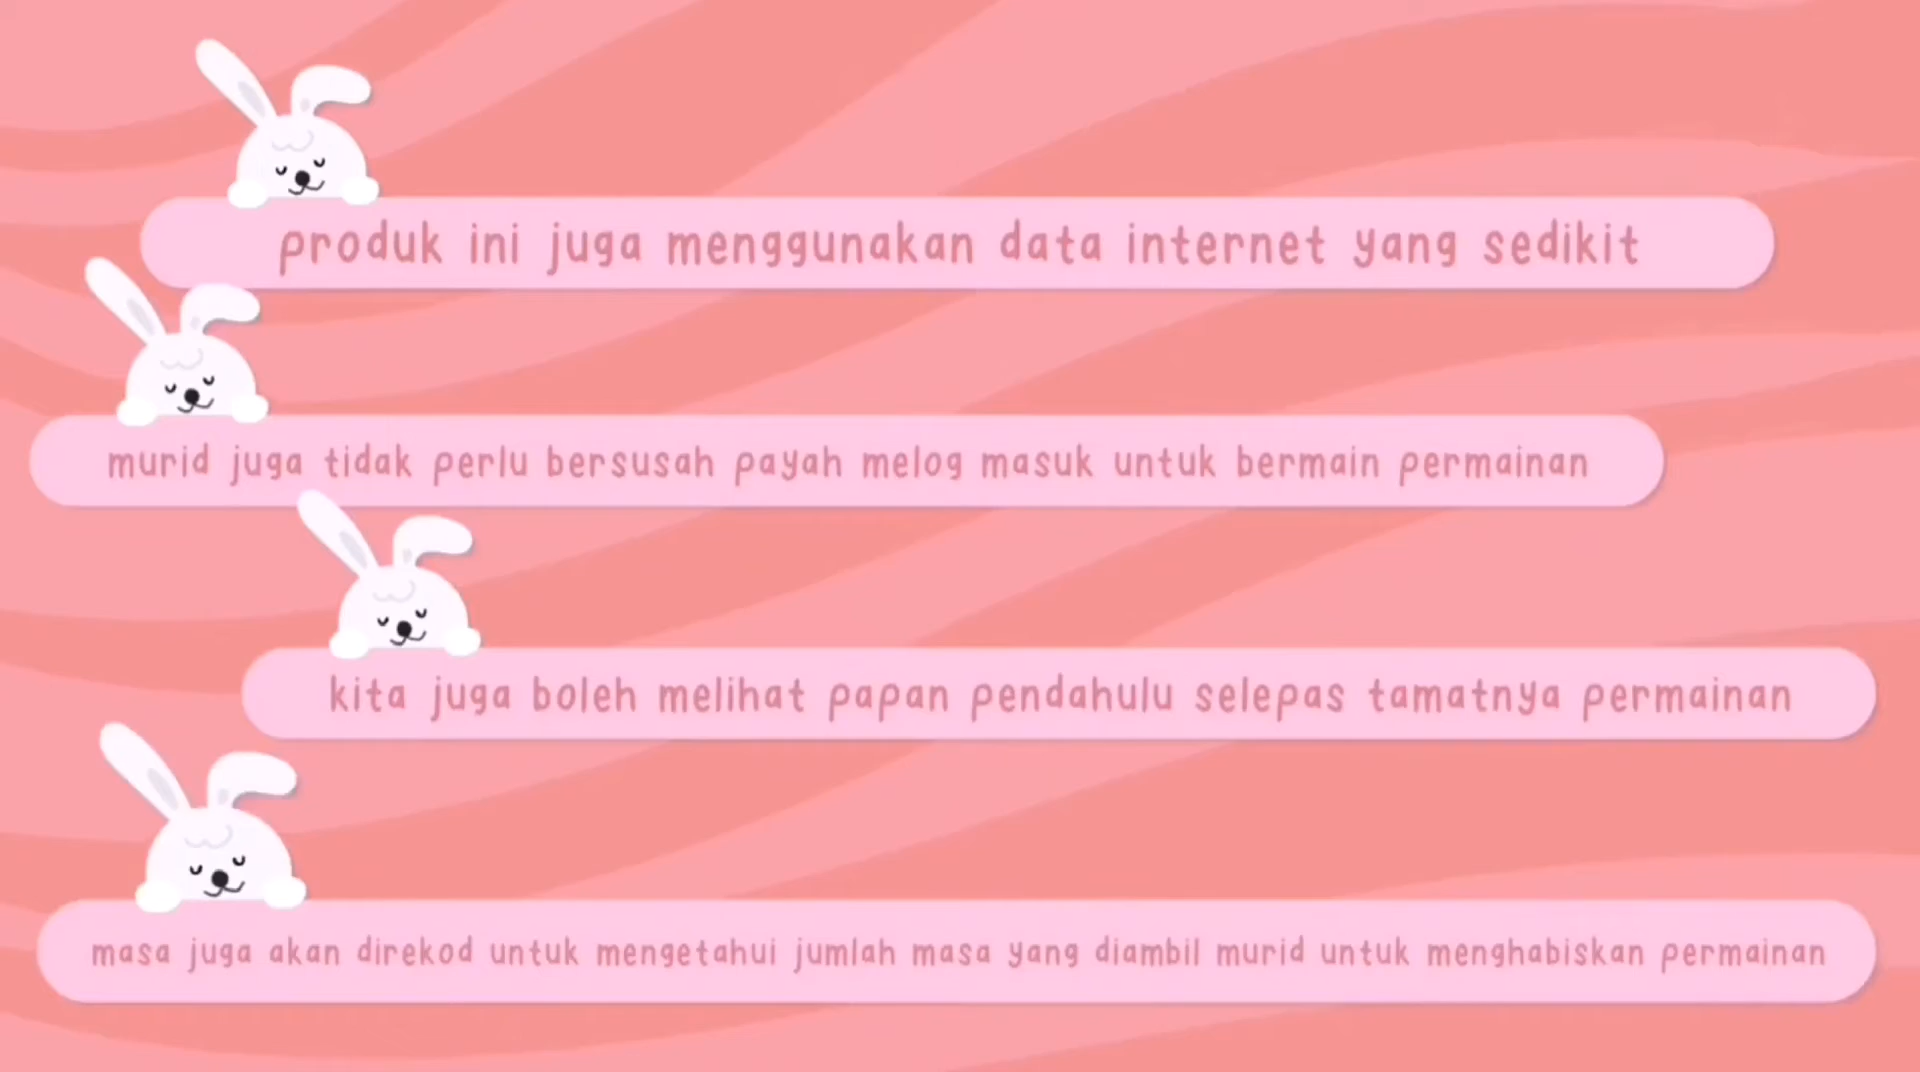 produk ini juga menggunakan data internet yang sedikit
murid juga tidak perlu bersusah payah melog masuk untuk bermain permainan
kita juga boleh melihat papan pendahulu selepas tamatnya permainan
masa juga akan direkod untuk mengetahui jumlah masa yang diambil murid untuk menghabiskan permainan